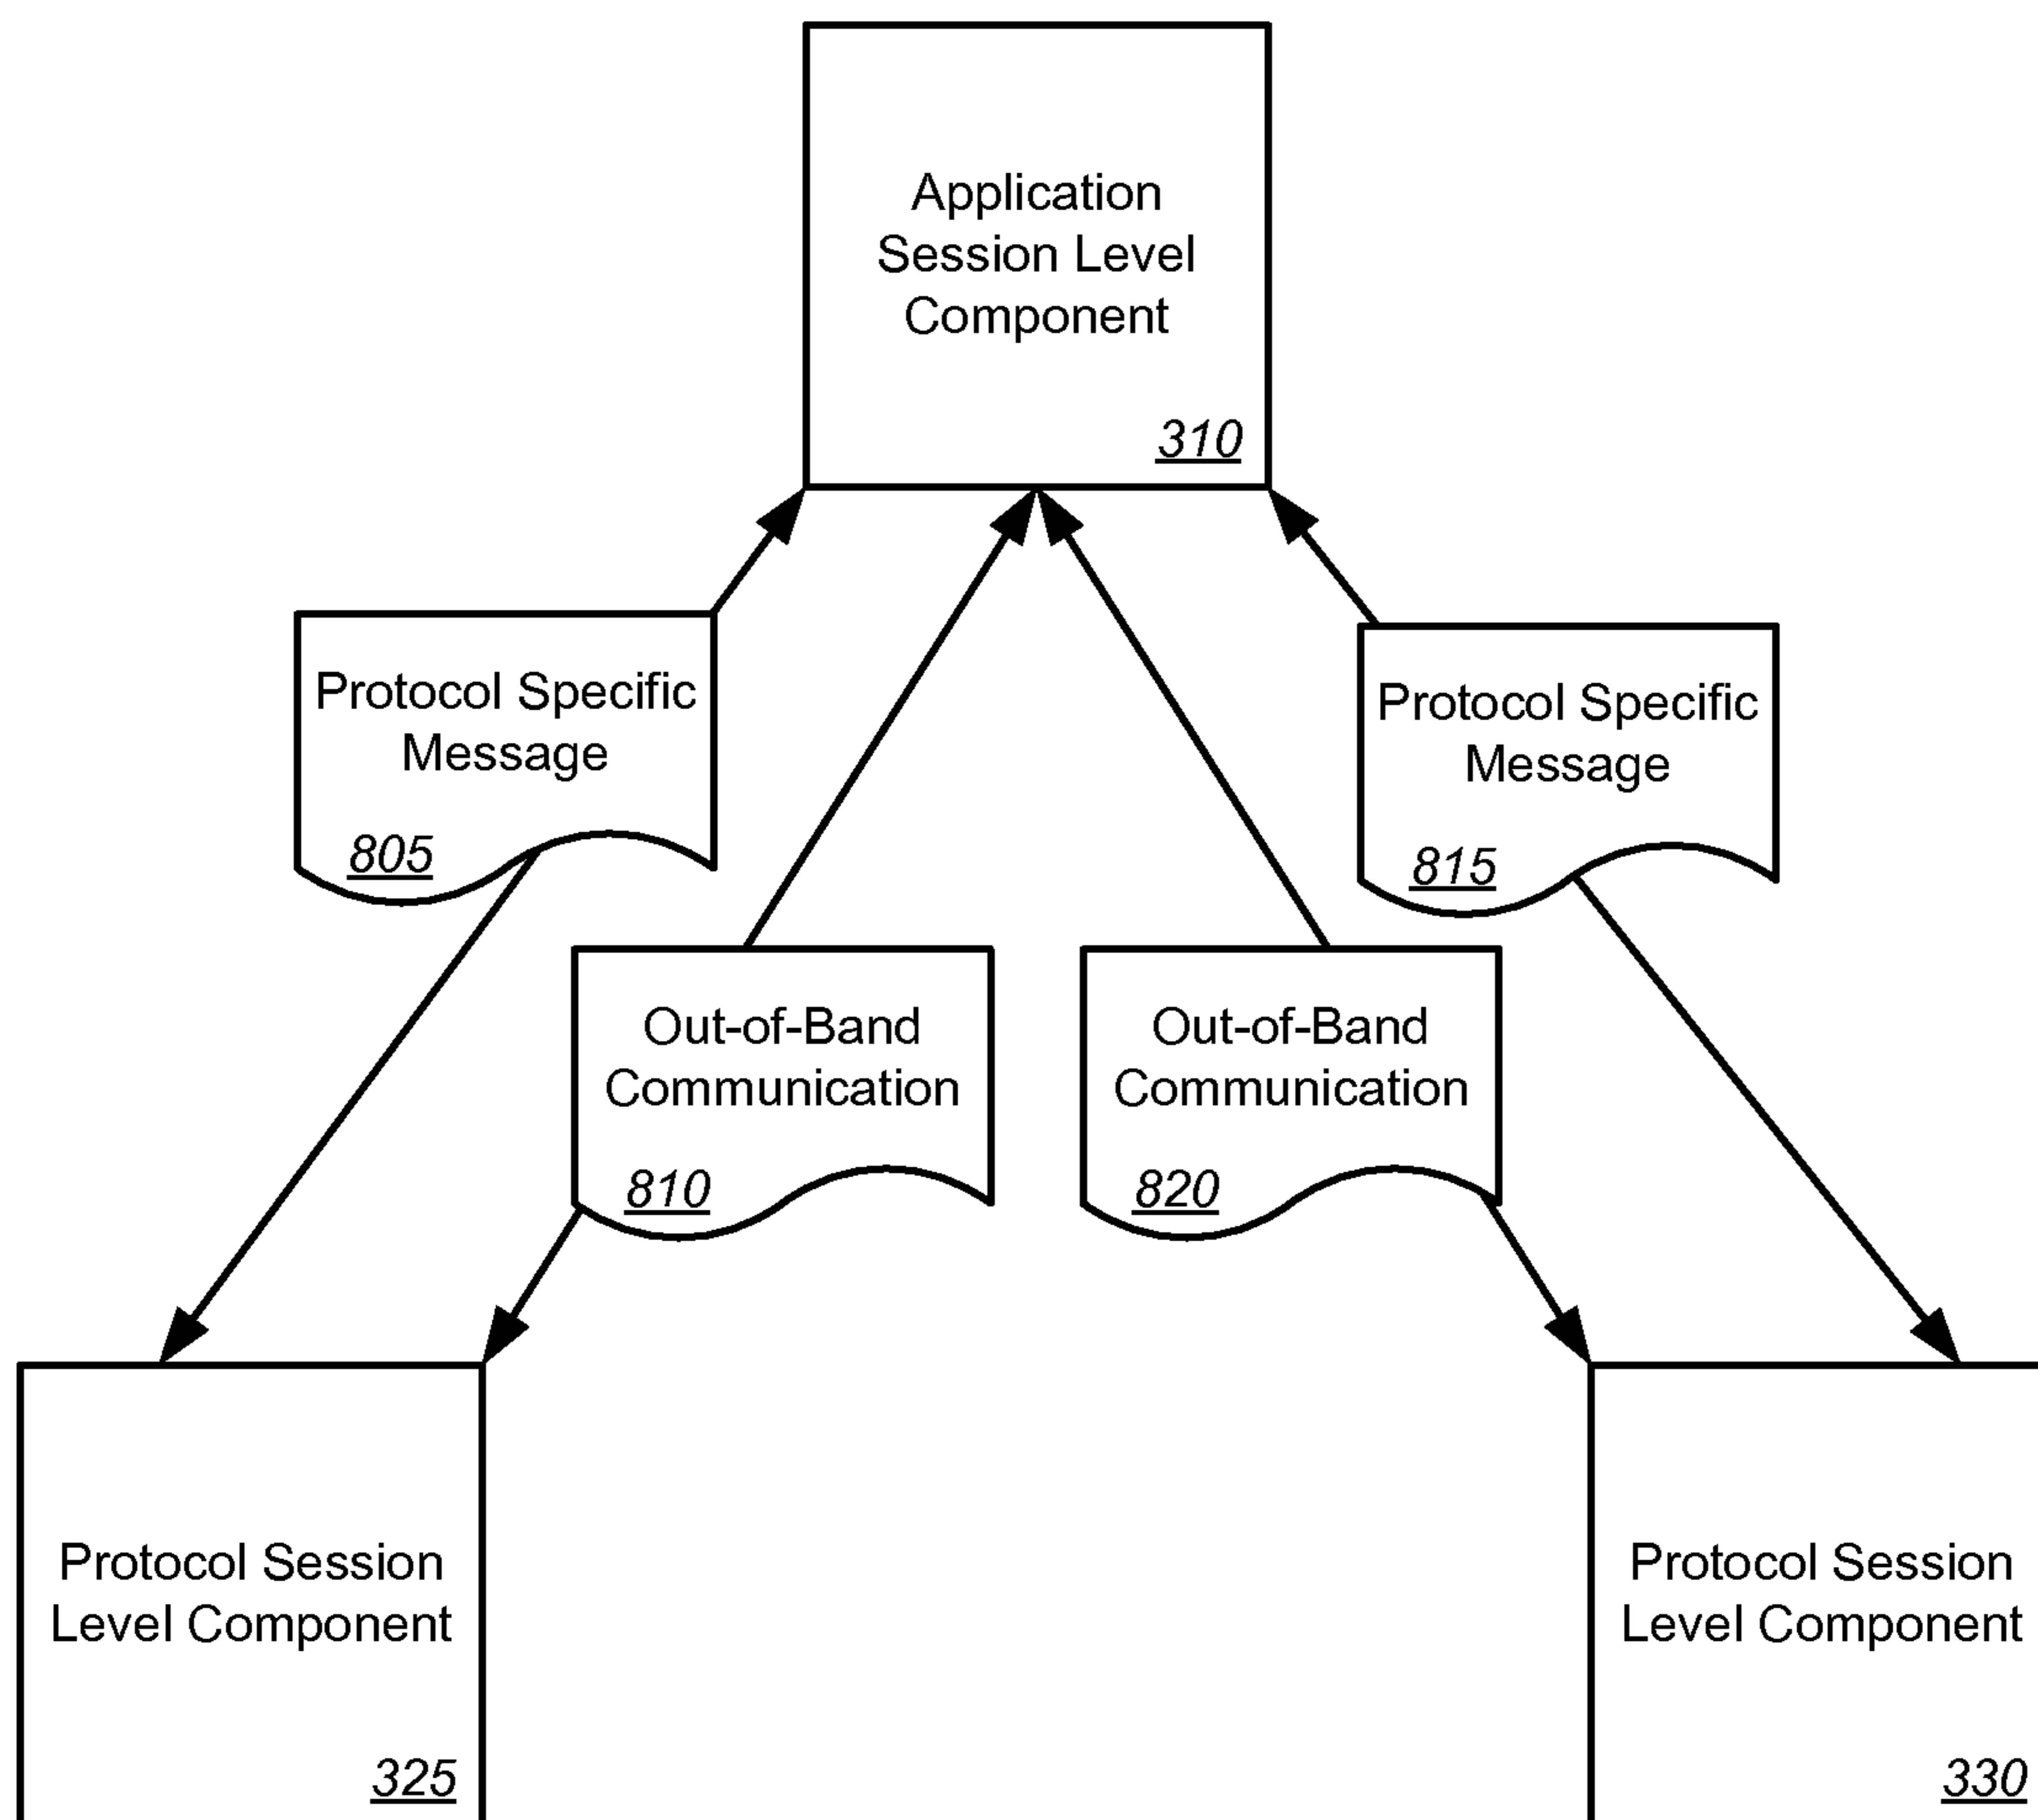 Application
Session Level
Component
310
Protocol Specific
Message
805
Protocol Specific
Message
815
Out-of-Band
Communication
810
Out-of-Band
Communication
820
Protocol Session
Level Component
325
Protocol Session
Level Component
330